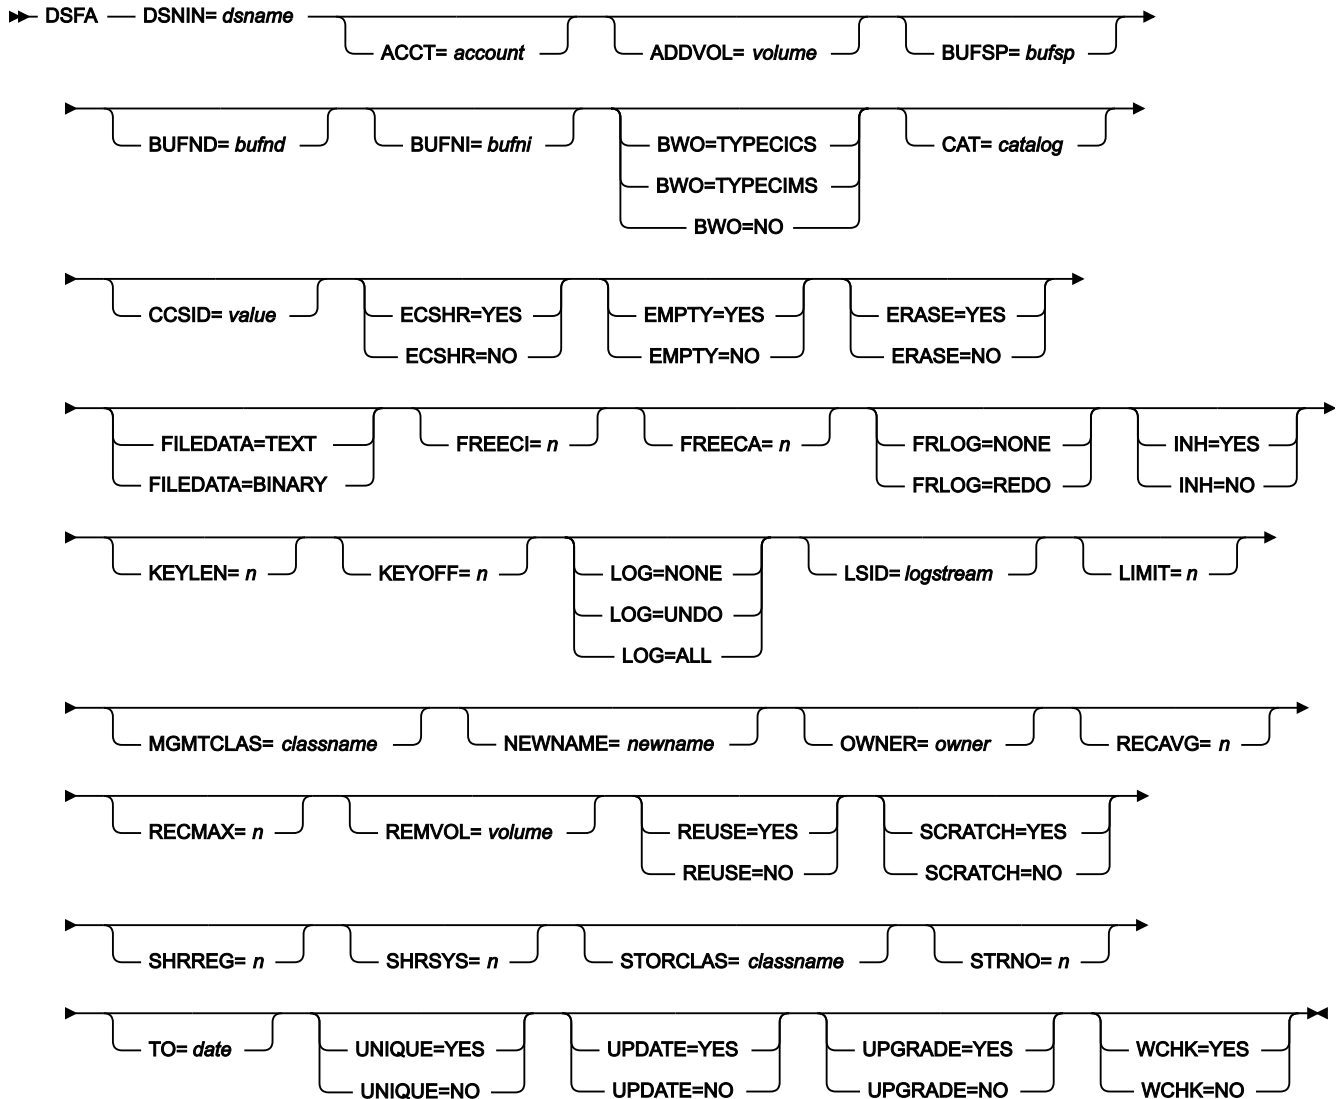 DSFA DSNIN= dsname
ACCT= account ADDVOL= volume BUFSP= bufsp
BUFND= bufnd BUFNI= bufni BWO=TYPECICS CAT= catalog
BWO=TYPECIMS
BWO=NO
CCSID= value ECSHR=YES EMPTY=YES ERASE=YES
ECSHR=NO EMPTY=NO ERASE=NO
FILEDATA=TEXT FREECI= n FREECA= n FRLOG=NONE INH=YES
FILEDATA=BINARY FRLOG=REDO INH=NO
KEYLEN= n KEYOFF= n LOG=NONE LSID= logstream LIMIT= n
LOG=UNDO
LOG=ALL
MGMTCLAS= classname NEWNAME= newname OWNER= owner RECAVG= n
RECMAX= n REMVOL= volume REUSE=YES SCRATCH=YES
REUSE=NO SCRATCH=NO
SHRREG= n SHRSYS= n STORCLAS= classname STRNO= n
TO= date UNIQUE=YES UPDATE=YES UPGRADE=YES WCHK=YES
UNIQUE=NO UPDATE=NO UPGRADE=NO WCHK=NO